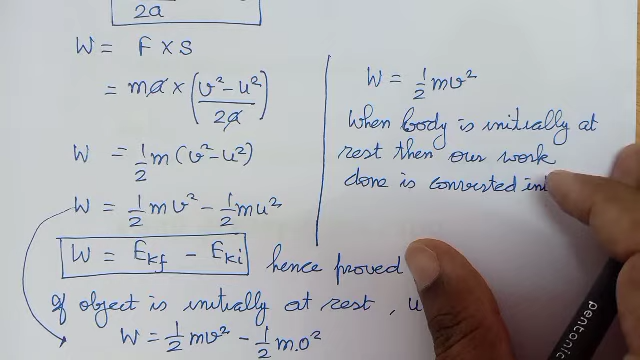 2a
W = F × S
= ma × (v² – u²/ 2a)
W = 1/2 m (v² – u²)
W = 1/2 mv² – 1/2 mu²
W = Ekf – Eki hence proved
If object is initially at rest , u
W = 1/2 mv² – 1/2 m.0²
W = 1/2 mv²
When body is initially at
rest then our work
done is converted int
pentonic